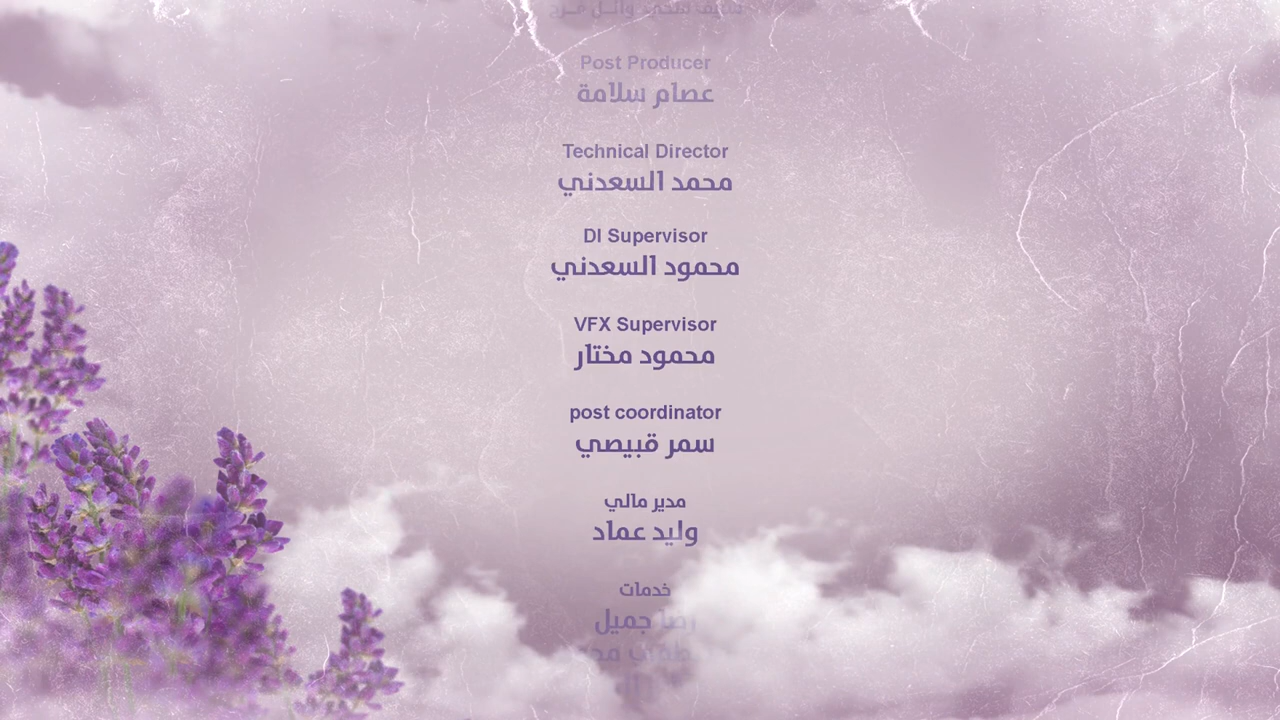 Post Producer
عصام سلامة
Technical Director
محمد السعدني
DI Supervisor
محمود السعدني
VFX Supervisor
محمود مختار
post coordinator
سمر قبيصي
مدير مالي
وليد عماد
خدمات
رضا جميل